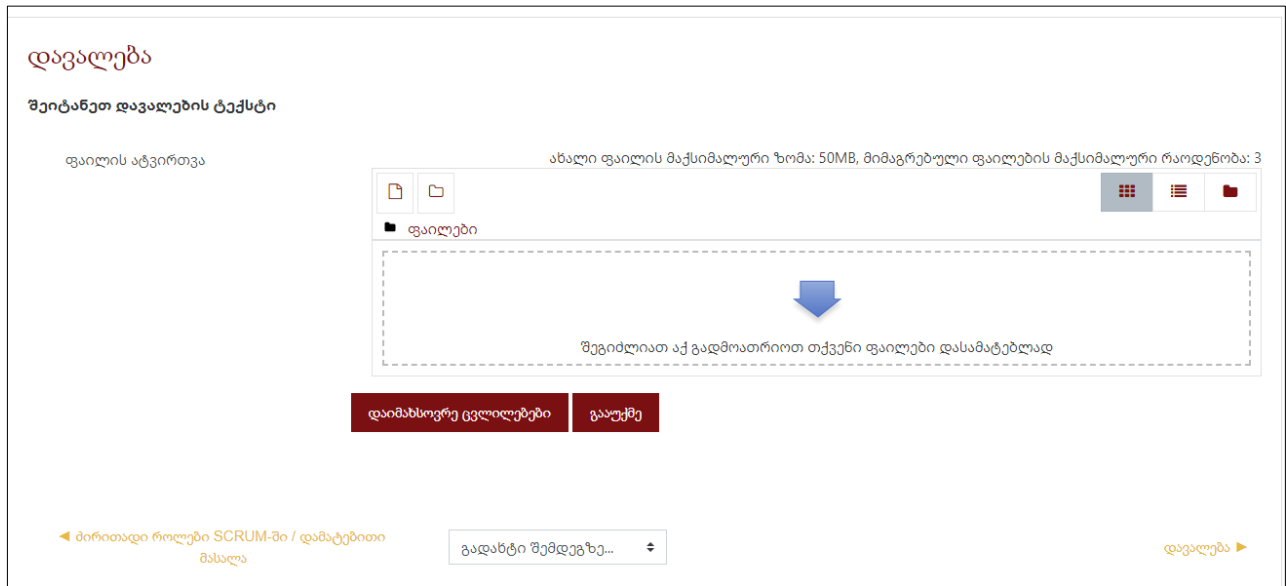 დავალება
შეიტანეთ დავალების ტექსტი
ფაილის ატვირთვა
ახალი ფაილის მაქსიმალური ზომა: 50MB, მიმაგრებული ფაილების მაქსიმალური რაოდენობა: 3
ფაილები
შეგიძლიათ აქ გადმოათრიოთ თქვენი ფაილები დასამატებლად
დაიმახსოვრე ცვლილებები
გააუქმე
◄ ძირითადი როლები SCRUM-ში / დამატებითი
მასალა
გადახტი შემდეგზე...
დავალება ►